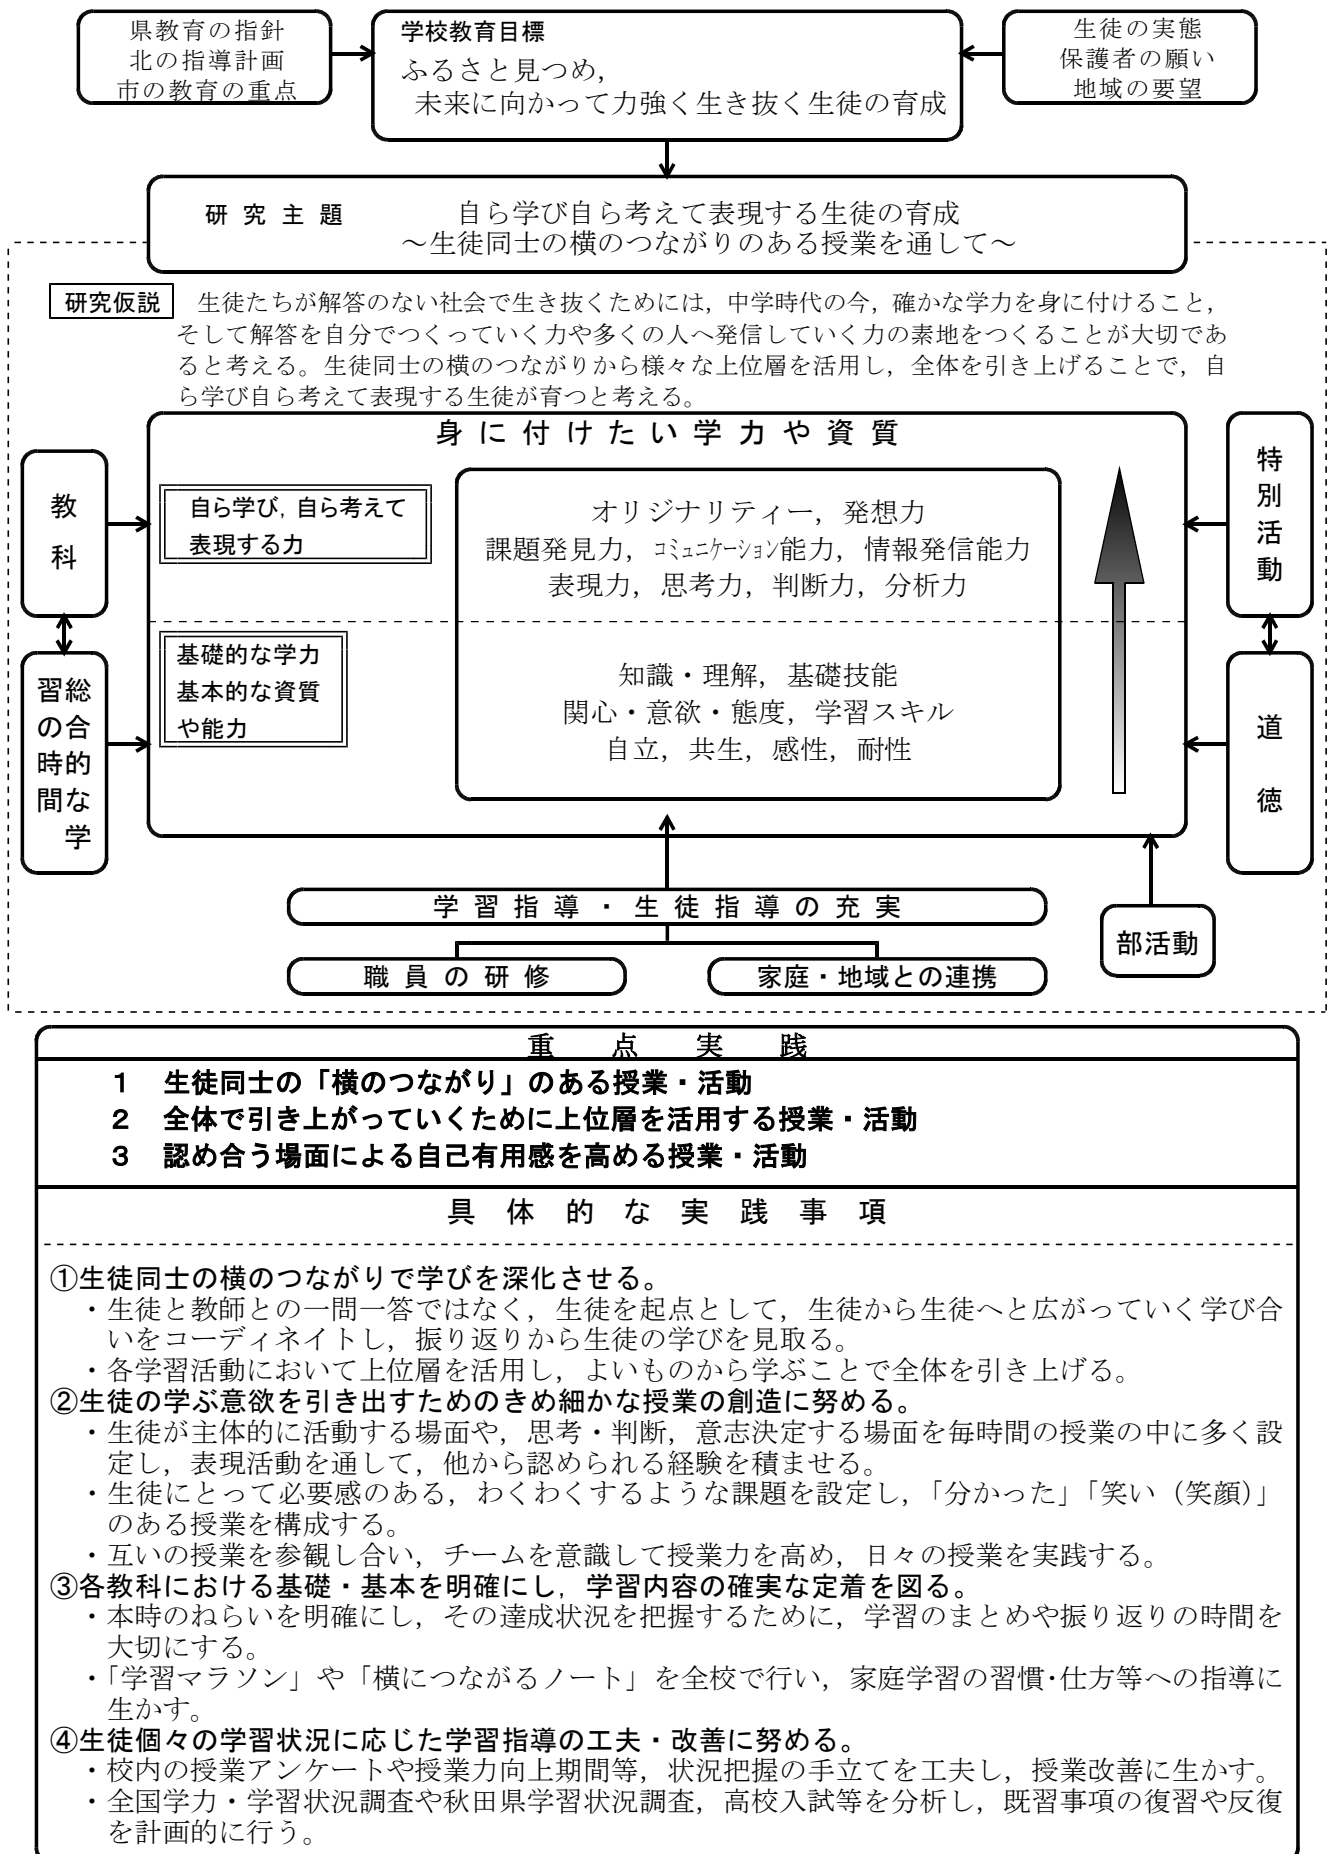 県教育の指針
北の指導計画
市の教育の重点
学校教育目標
ふるさと見つめ，
未来に向かって力強く生き抜く生徒の育成
生徒の実態
保護者の願い
地域の要望
研究主題　自ら学び自ら考えて表現する生徒の育成
～生徒同士の横のつながりのある授業を通して～
研究仮説　生徒たちが解答のない社会で生き抜くためには，中学時代の今，確かな学力を身に付けること，
そして解答を自分でつくっていく力や多くの人へ発信していく力の素地をつくることが大切であ
ると考える。生徒同士の横のつながりから様々な上位層を活用し，全体を引き上げることで，自
ら学び自ら考えて表現する生徒が育つと考える。
身に付けたい学力や資質
教科
総合的な学
習の時間
自ら学び，自ら考えて
表現する力
オリジナリティー，発想力
課題発見力，ｺﾐｭﾆｹｰｼｮﾝ能力，情報発信能力
表現力，思考力，判断力，分析力
基礎的な学力
基本的な資質
や能力
知識・理解，基礎技能
関心・意欲・態度，学習スキル
自立，共生，感性，耐性
特別活動
道徳
学習指導・生徒指導の充実
職員の研修
家庭・地域との連携
部活動
重点実践
１　生徒同士の「横のつながり」のある授業・活動
２　全体で引き上がっていくために上位層を活用する授業・活動
３　認め合う場面による自己有用感を高める授業・活動
具体的な実践事項
①生徒同士の横のつながりで学びを深化させる。
・生徒と教師との一問一答ではなく，生徒を起点として，生徒から生徒へと広がっていく学び合
いをコーディネイトし，振り返りから生徒の学びを見取る。
・各学習活動において上位層を活用し，よいものから学ぶことで全体を引き上げる。
②生徒の学ぶ意欲を引き出すためのきめ細かな授業の創造に努める。
・生徒が主体的に活動する場面や，思考・判断，意志決定する場面を毎時間の授業の中に多く設
定し，表現活動を通して，他から認められる経験を積ませる。
・生徒にとって必要感のある，わくわくするような課題を設定し，「分かった」「笑い（笑顔）」
のある授業を構成する。
・互いの授業を参観し合い，チームを意識して授業力を高め，日々の授業を実践する。
③各教科における基礎・基本を明確にし，学習内容の確実な定着を図る。
・本時のねらいを明確にし，その達成状況を把握するために，学習のまとめや振り返りの時間を
大切にする。
・「学習マラソン」や「横につながるノート」を全校で行い，家庭学習の習慣・仕方等への指導に
生かす。
④生徒個々の学習状況に応じた学習指導の工夫・改善に努める。
・校内の授業アンケートや授業力向上期間等，状況把握の手立てを工夫し，授業改善に生かす。
・全国学力・学習状況調査や秋田県学習状況調査，高校入試等を分析し，既習事項の復習や反復
を計画的に行う。